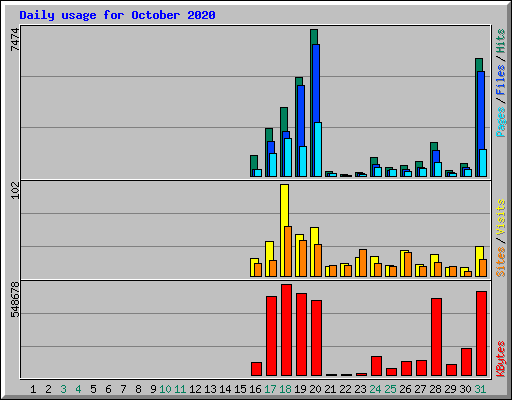 Daily usage for October 2020
7474
Pages / Files / Hits
102
Sites / Visits
548678
KBytes
1 2 3 4 5 6 7 8 9 10 11 12 13 14 15 16 17 18 19 20 21 22 23 24 25 26 27 28 29 30 31